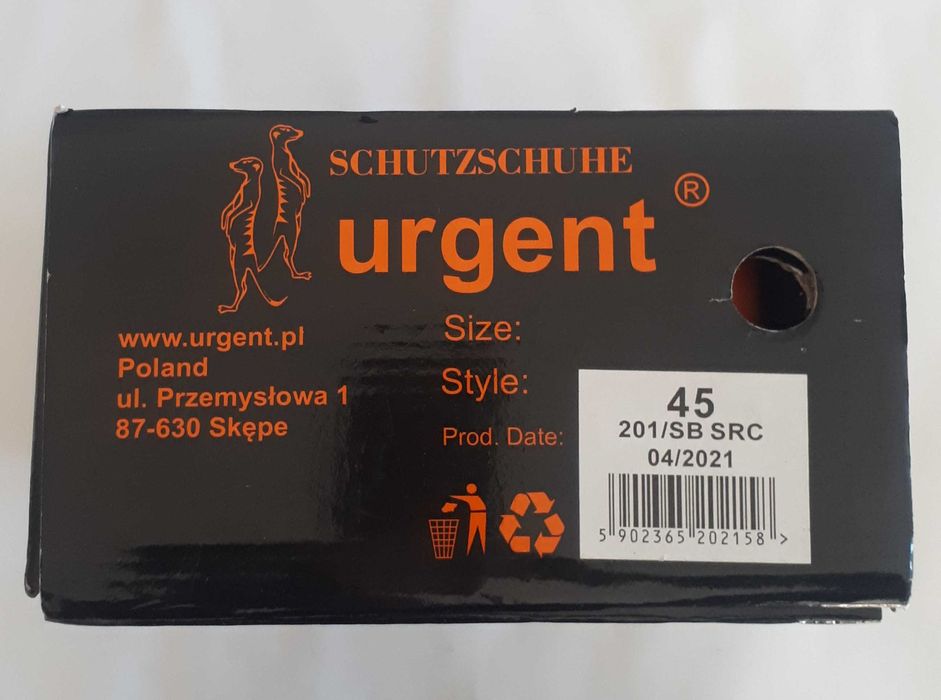 SCHUTZSCHUHE
urgent ®
www.urgent.pl
Poland
ul. Przemysłowa 1
87-630 Skępe
Size:
Style:
Prod. Date:
45
201/SB SRC
04/2021
5 902365 202158 >